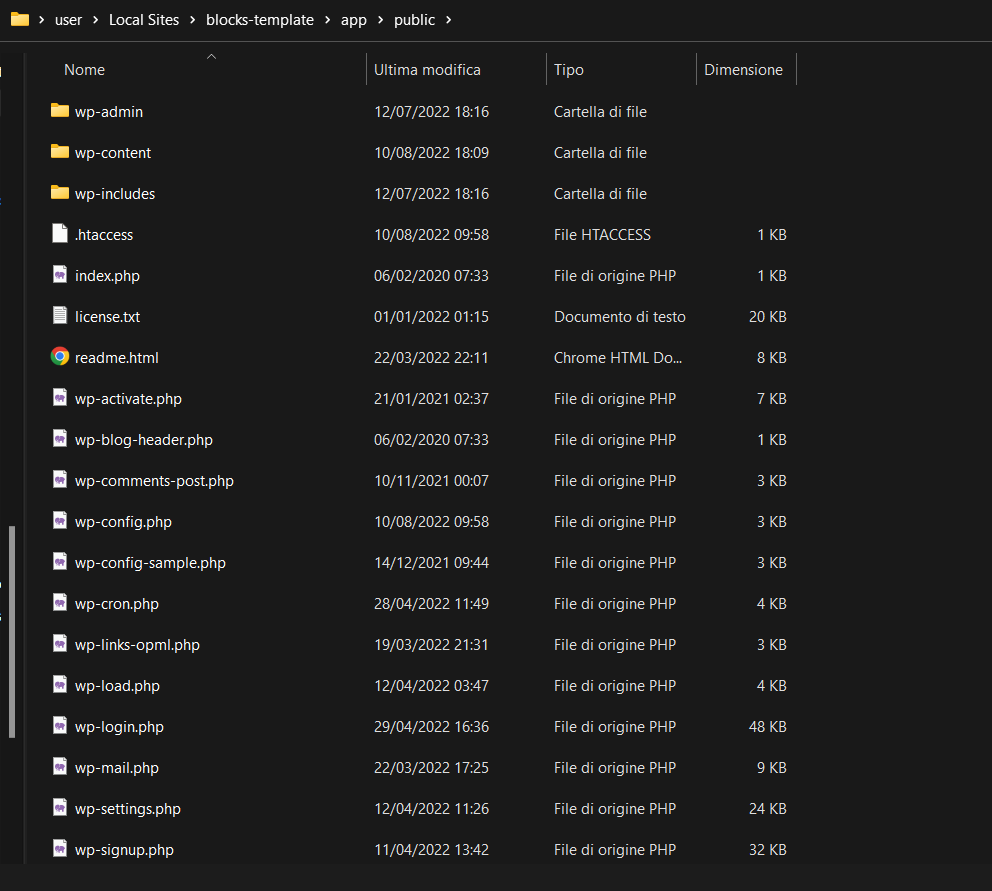 user > Local Sites > blocks-template > app > public >
Nome Ultima modifica Tipo Dimensione
wp-admin 12/07/2022 18:16 Cartella di file
wp-content 10/08/2022 18:09 Cartella di file
wp-includes 12/07/2022 18:16 Cartella di file
.htaccess 10/08/2022 09:58 File HTACCESS 1 KB
index.php 06/02/2020 07:33 File di origine PHP 1 KB
license.txt 01/01/2022 01:15 Documento di testo 20 KB
readme.html 22/03/2022 22:11 Chrome HTML Do... 8 KB
wp-activate.php 21/01/2021 02:37 File di origine PHP 7 KB
wp-blog-header.php 06/02/2020 07:33 File di origine PHP 1 KB
wp-comments-post.php 10/11/2021 00:07 File di origine PHP 3 KB
wp-config.php 10/08/2022 09:58 File di origine PHP 3 KB
wp-config-sample.php 14/12/2021 09:44 File di origine PHP 3 KB
wp-cron.php 28/04/2022 11:49 File di origine PHP 4 KB
wp-links-opml.php 19/03/2022 21:31 File di origine PHP 3 KB
wp-load.php 12/04/2022 03:47 File di origine PHP 4 KB
wp-login.php 29/04/2022 16:36 File di origine PHP 48 KB
wp-mail.php 22/03/2022 17:25 File di origine PHP 9 KB
wp-settings.php 12/04/2022 11:26 File di origine PHP 24 KB
wp-signup.php 11/04/2022 13:42 File di origine PHP 32 KB